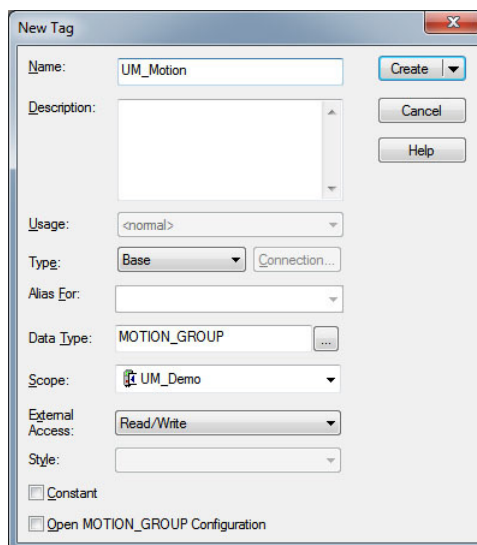 New Tag
Name: UM_Motion Create
Description: Cancel
Help
Usage: <normal>
Type: Base Connection...
Alias For:
Data Type: MOTION_GROUP ...
Scope: UM_Demo
External
Access: Read/Write
Style:
Constant
Open MOTION_GROUP Configuration